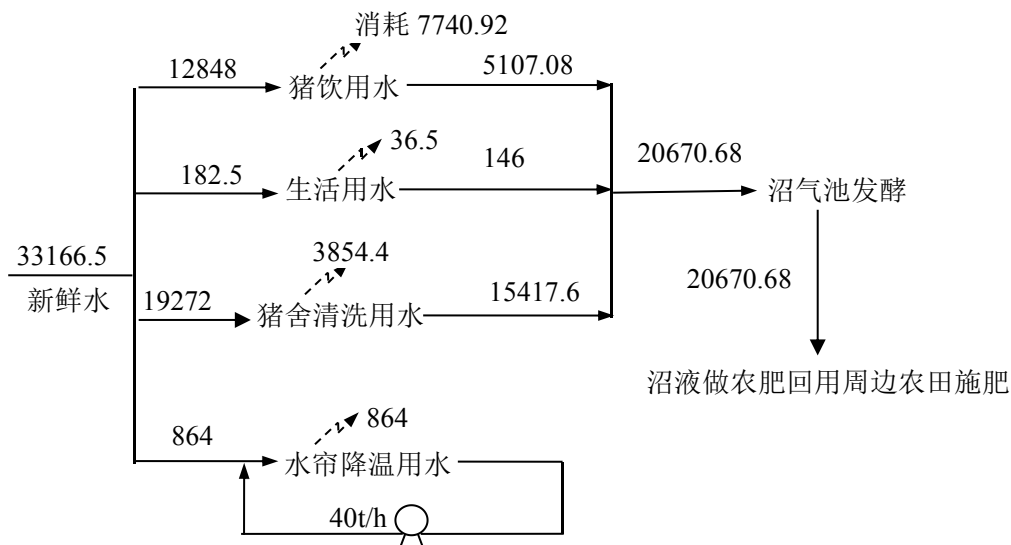 消耗 7740.92
12848
猪饮用水
5107.08
36.5
182.5
生活用水
146
20670.68
沼气池发酵
33166.5
新鲜水
3854.4
19272
猪舍清洗用水
15417.6
20670.68
沼液做农肥回用周边农田施肥
864
864
水帘降温用水
40t/h